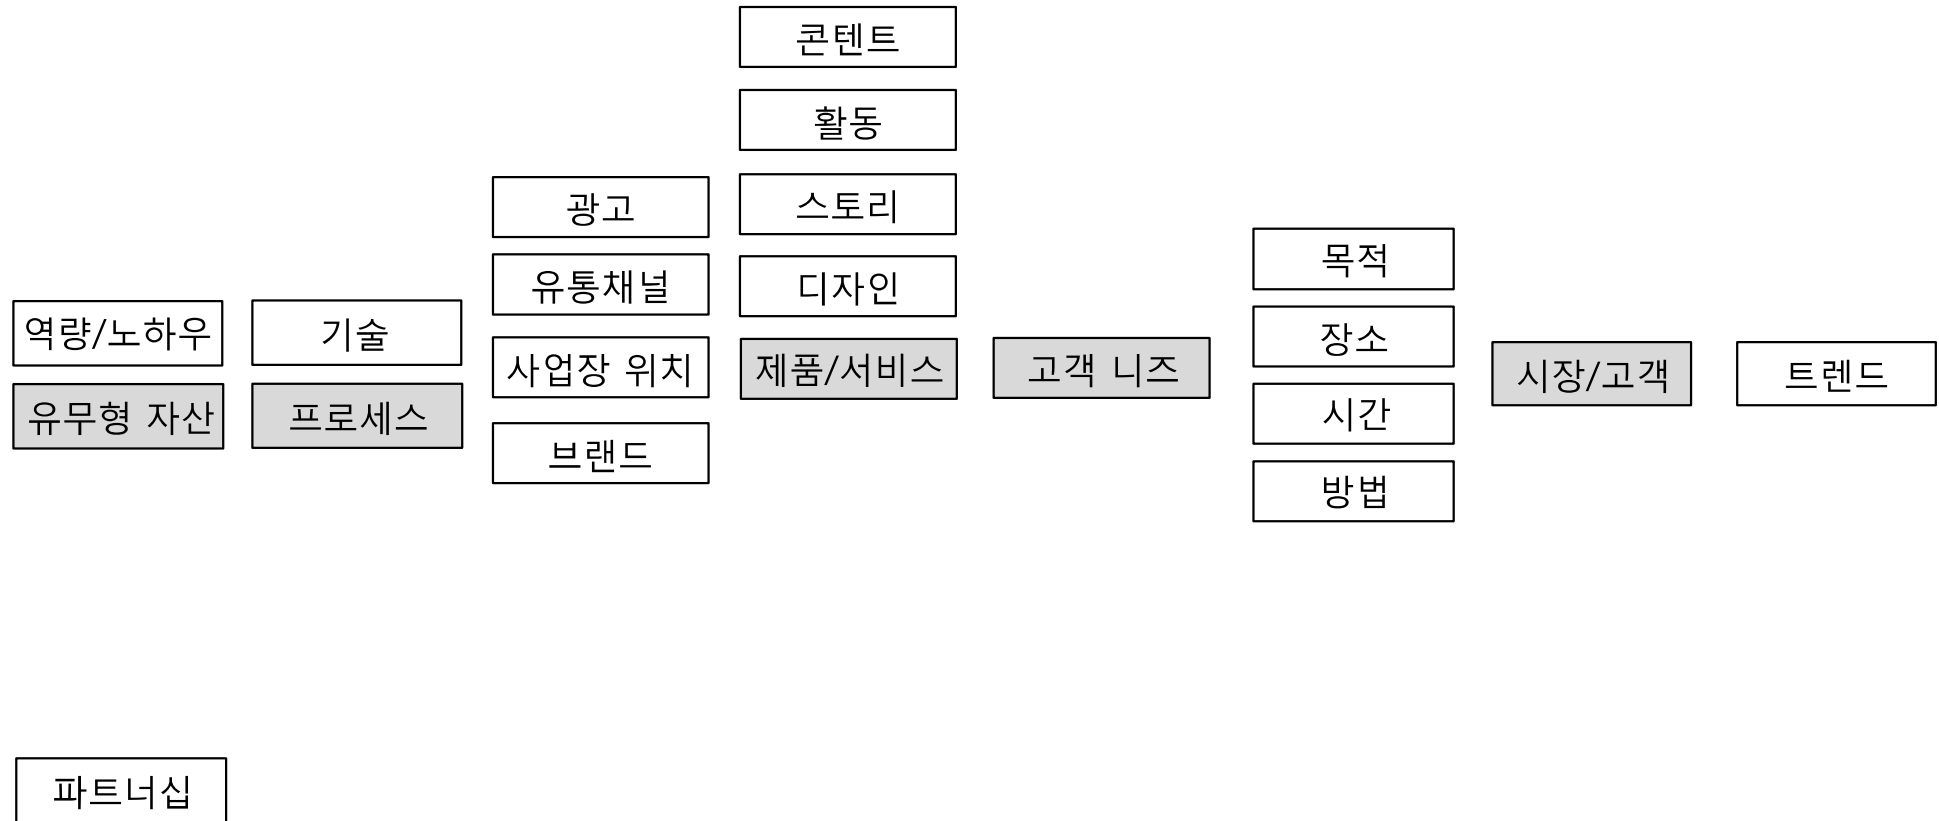 콘텐트
활동
스토리
디자인
제품/서비스
광고
유통채널
사업장 위치
브랜드
역량/노하우
유무형 자산
기술
프로세스
고객 니즈
목적
장소
시간
방법
시장/고객
트렌드
파트너십